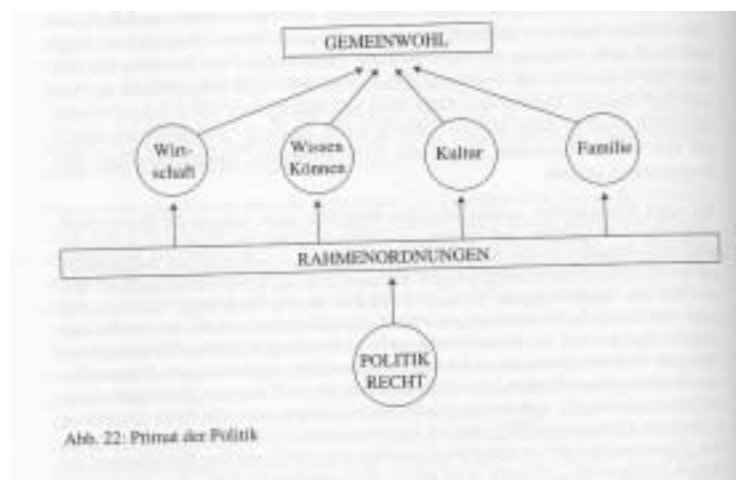 GEMEINWOHL
Wirt-
schaft
Wissen
Können
Kultur
Familie
RAHMENORDNUNGEN
POLITIK
RECHT
Abb. 22: Primat der Politik